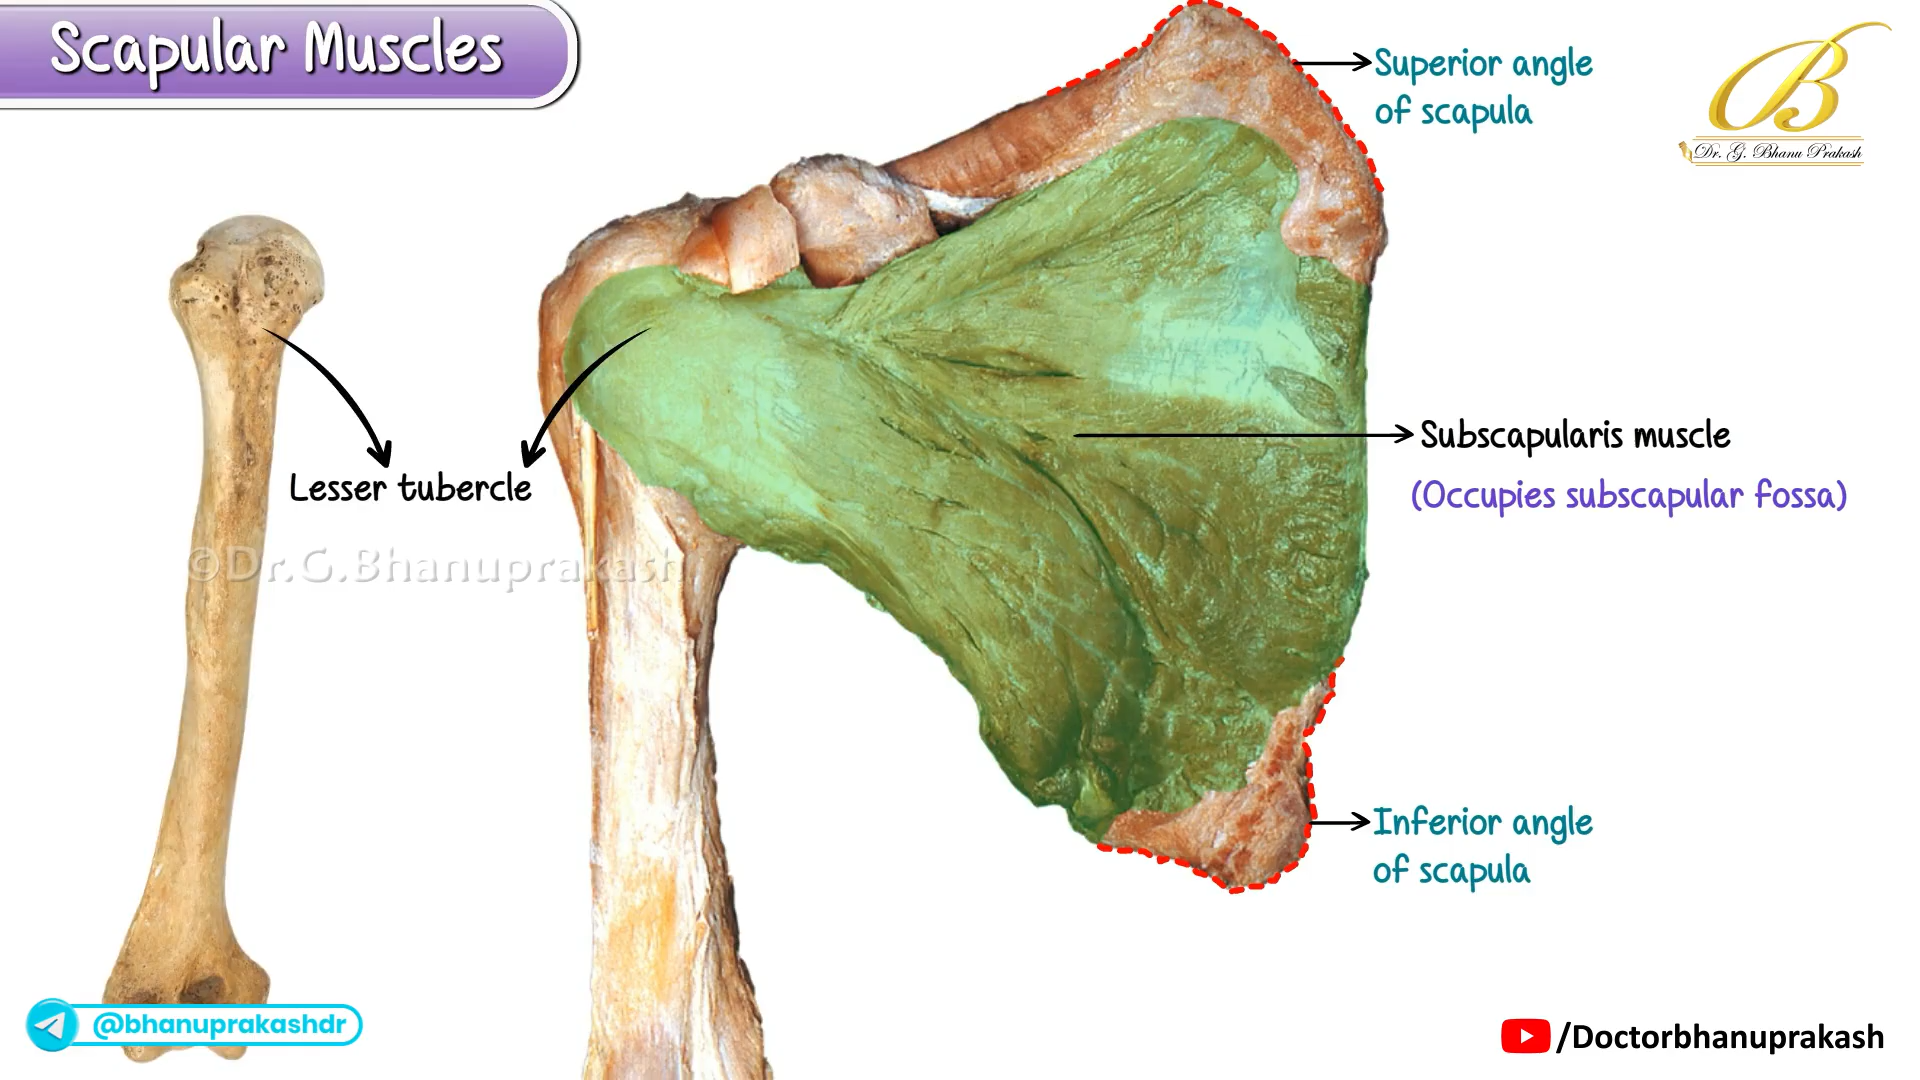 Scapular Muscles
Superior angle
of scapula
Dr. G. Bhanu Prakash
Subscapularis muscle
(Occupies subscapular fossa)
Lesser tubercle
©Dr.G.Bhanuprakash
Inferior angle
of scapula
@bhanuprakashdr
/Doctorbhanuprakash